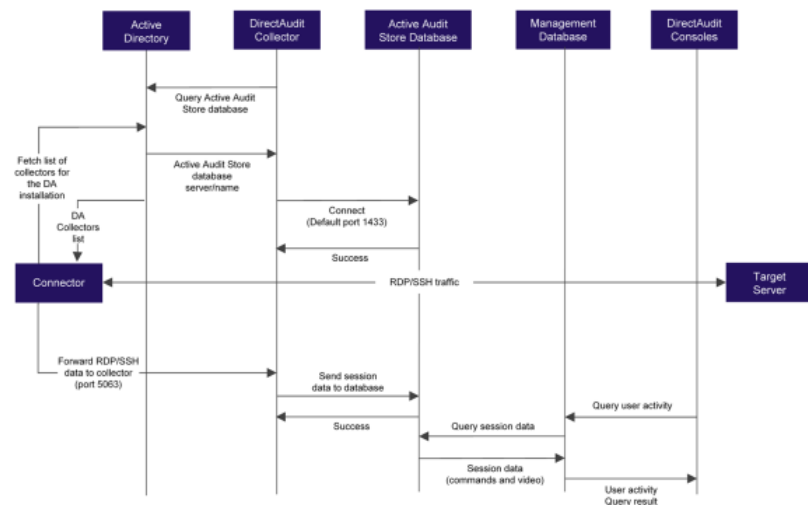 Active
Directory
DirectAudit
Collector
Active Audit
Store Database
Management
Database
DirectAudit
Consoles
Query Active Audit
Store database
Fetch list of
collectors for
the DA
installation
Active Audit Store
database
server/name
DA
Collectors
list
Connect
(Default port 1433)
Success
Connector
RDP/SSH traffic
Target
Server
Forward RDP/SSH
data to collector
(port 5063)
Send session
data to database
Success
Query user activity
Query session data
Session data
(commands and video)
User activity
Query result